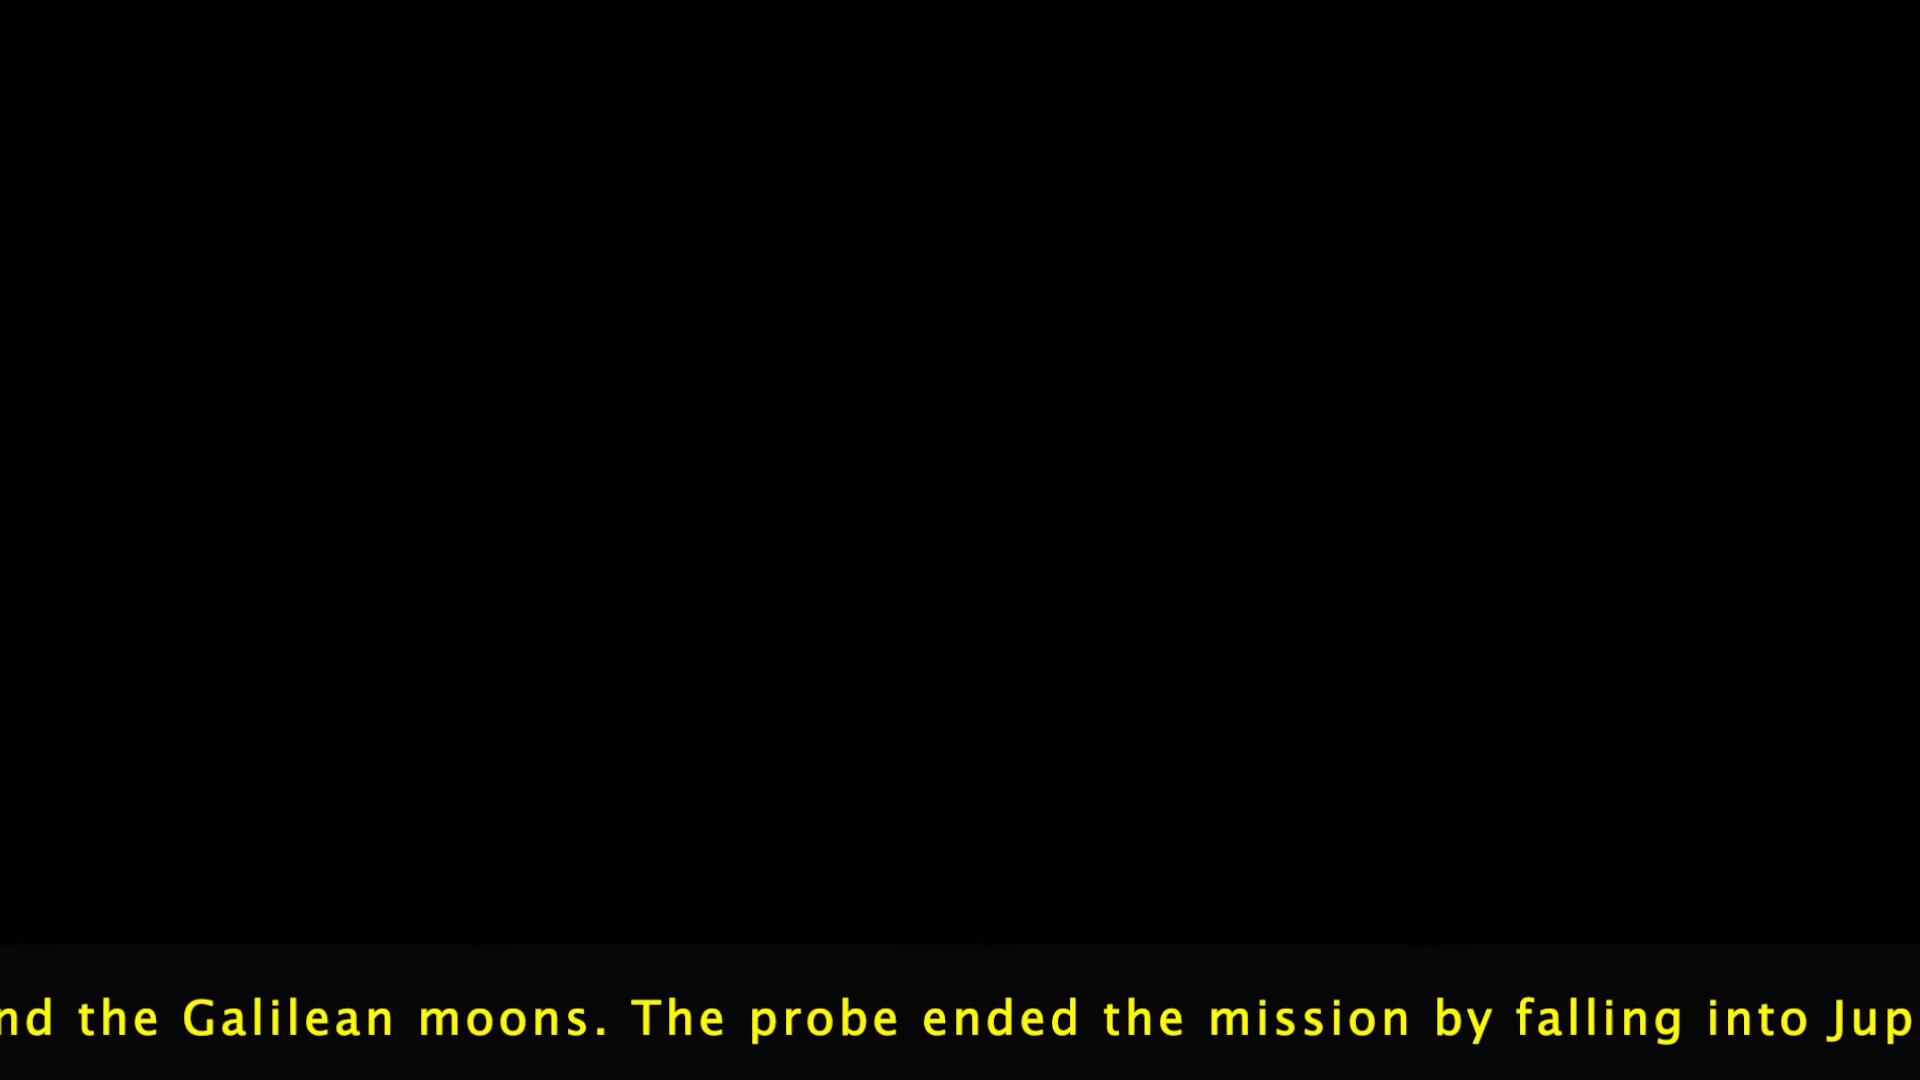 nd the Galilean moons. The probe ended the mission by falling into Jup